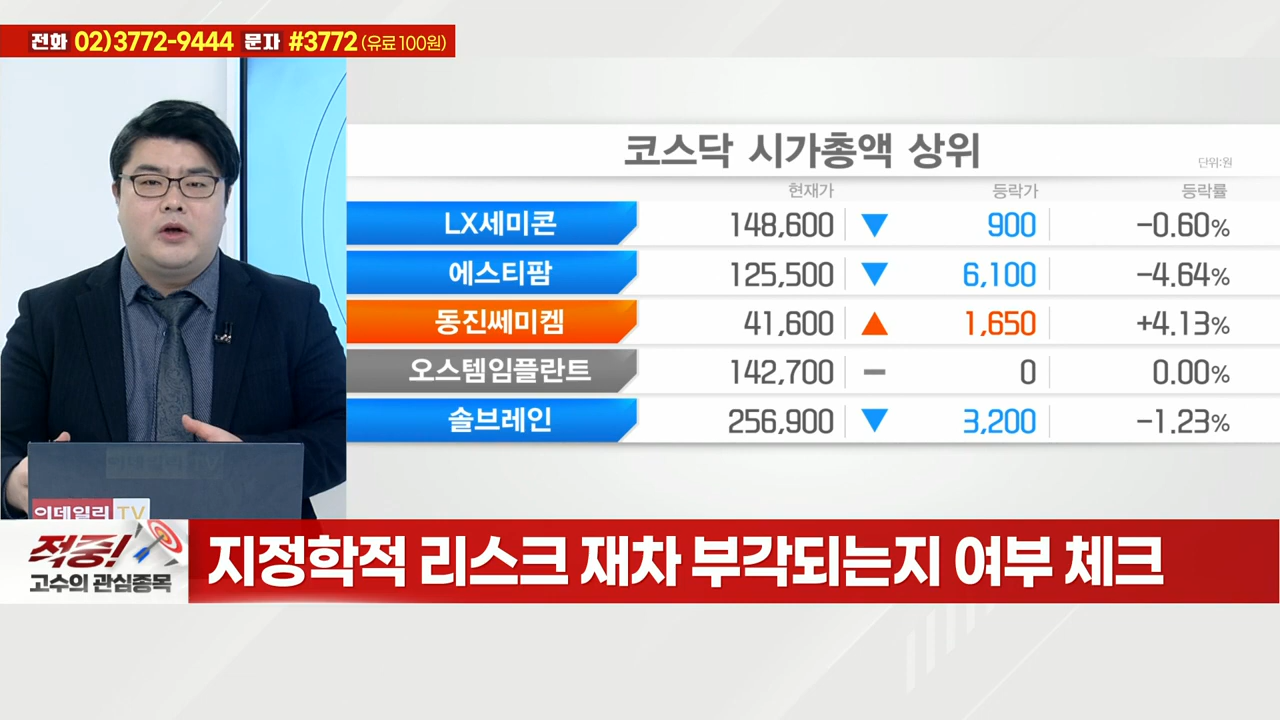 전화 02)3772-9444 문자 #3772 (유료 100원)
코스닥 시가총액 상위
단위:원
현재가 등락가 등락률
LX세미콘 148,600 ▼ 900 -0.60%
에스티팜 125,500 ▼ 6,100 -4.64%
동진쎄미켐 41,600 ▲ 1,650 +4.13%
오스템임플란트 142,700 - 0 0.00%
솔브레인 256,900 ▼ 3,200 -1.23%
이데일리 TV
적중!
고수의 관심종목
지정학적 리스크 재차 부각되는지 여부 체크